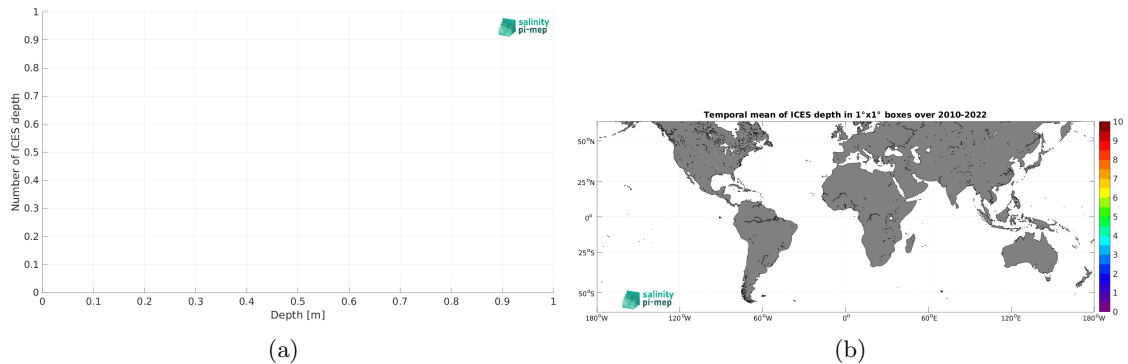 1
0.9
0.8
0.7
0.6
0.5
0.4
0.3
0.2
0.1
0
Number of ICES depth
0 0.1 0.2 0.3 0.4 0.5 0.6 0.7 0.8 0.9 1
Depth [m]
salinity
pi-mep
(a)
Temporal mean of ICES depth in 1°x1° boxes over 2010-2022
50°N
25°N
0°
25°S
50°S
180°W 120°W 60°W 0° 60°E 120°E 180°E
10
9
8
7
6
5
4
3
2
1
0
salinity
pi-mep
(b)